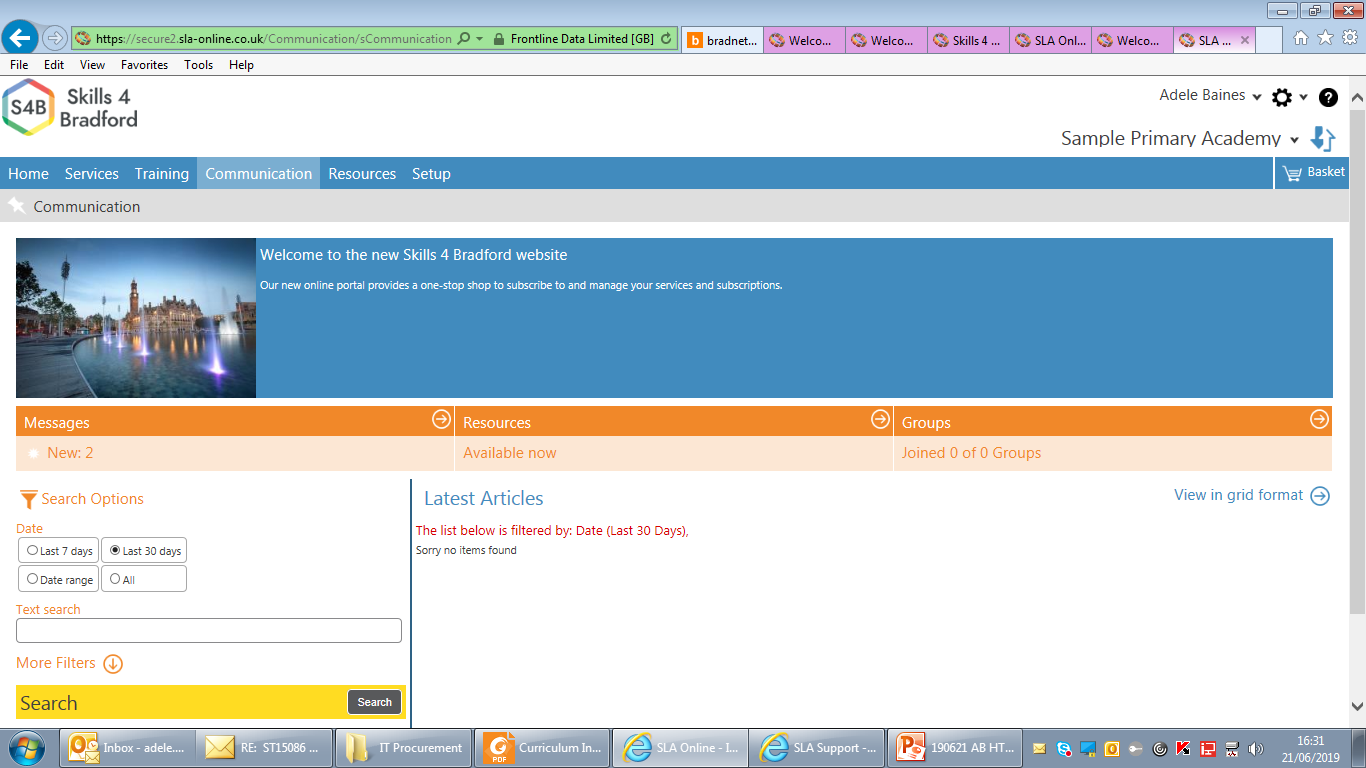 https://secure2.sla-online.co.uk/Communication/sCommunication
Frontline Data Limited [GB]
bradnet...
Welco...
Welco...
Skills 4 ...
SLA Onl...
Welco...
SLA ...
File Edit View Favorites Tools Help
S4B
Skills 4
Bradford
Adele Baines
Sample Primary Academy
Home Services Training Communication Resources Setup
Basket
Communication
Welcome to the new Skills 4 Bradford website
Our new online portal provides a one-stop shop to subscribe to and manage your services and subscriptions.
Messages
Resources
Groups
New: 2
Available now
Joined 0 of 0 Groups
Search Options
Latest Articles
View in grid format
Date
The list below is filtered by: Date (Last 30 Days),
Last 7 days
Last 30 days
Sorry no items found
Date range
All
Text search
More Filters
Search
Search
Inbox - adele....
RE: ST15086 ...
IT Procurement
PDF
Curriculum In...
SLA Online - I...
SLA Support -...
190621 AB HT...
16:31
21/06/2019